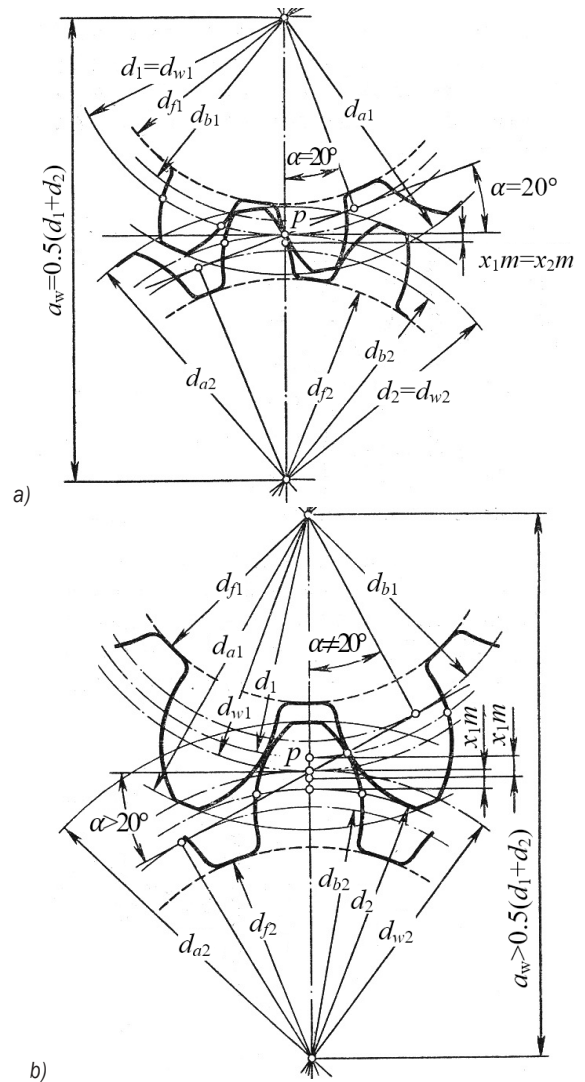 d₁=dw₁
df₁
db₁
da₁
α=20°
α=20°
p
x₁m=x₂m
aw=0.5(d₁+d₂)
da₂
df₂
db₂
d₂=dw₂
a)
df₁
db₁
da₁
α≠20°
dw₁
d₁
x₁m
x₁m
p
α>20°
db₂
d₂
da₂
df₂
dw₂
aw>0.5(d₁+d₂)
b)